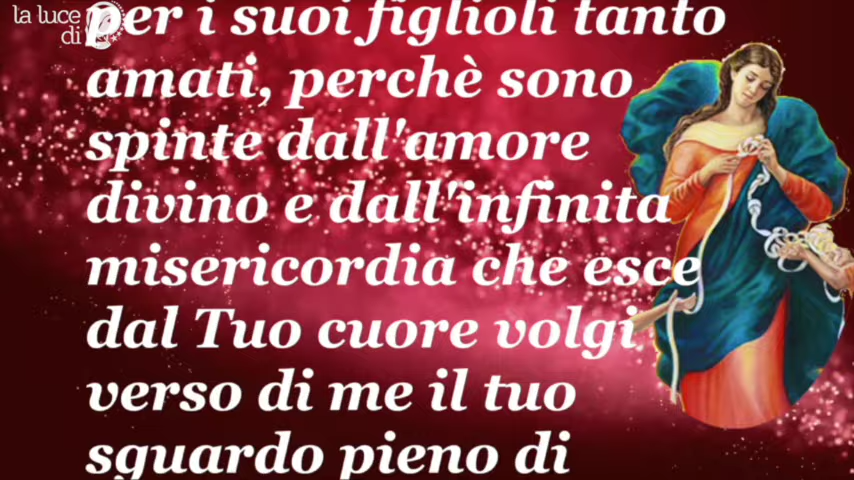 la luce
di
per i suoi figlioli tanto
amati, perchè sono
spinte dall'amore
divino e dall'infinita
misericordia che esce
dal Tuo cuore volgi
verso di me il tuo
sguardo pieno di